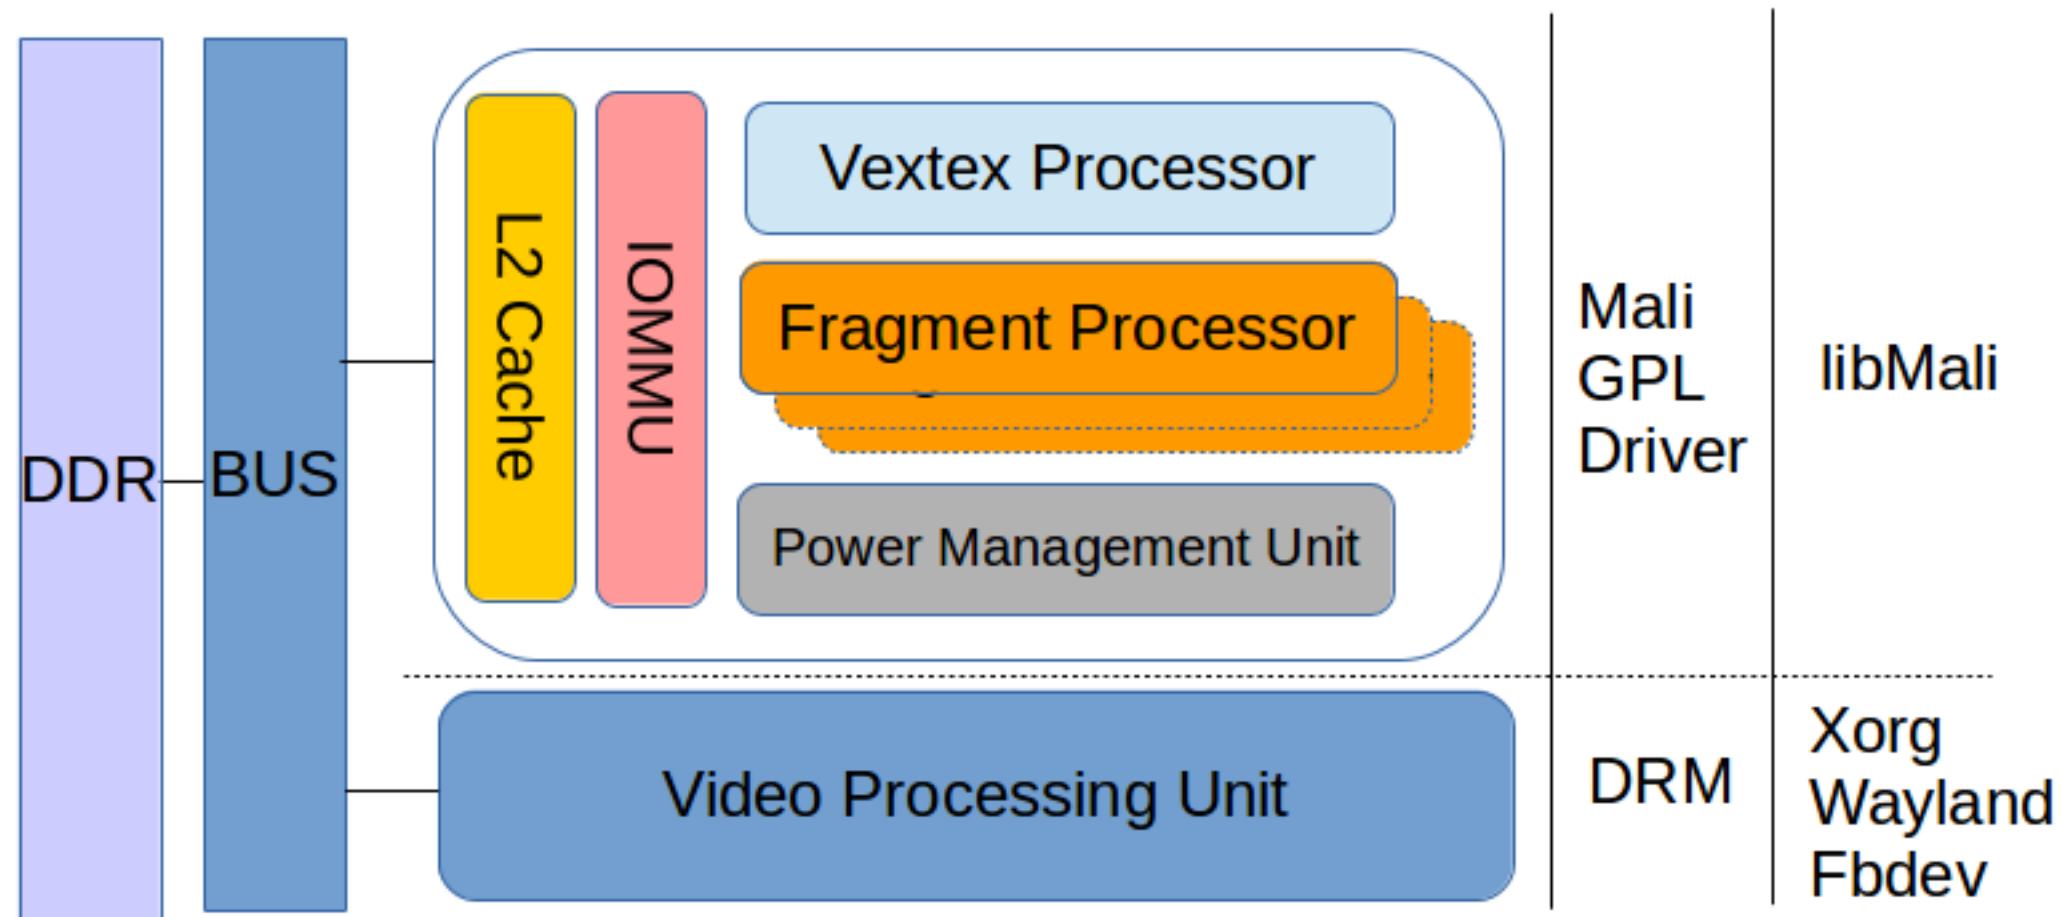 DDR
BUS
L2 Cache
IOMMU
Vextex Processor
Fragment Processor
Power Management Unit
Mali
GPL
Driver
libMali
Video Processing Unit
DRM
Xorg
Wayland
Fbdev